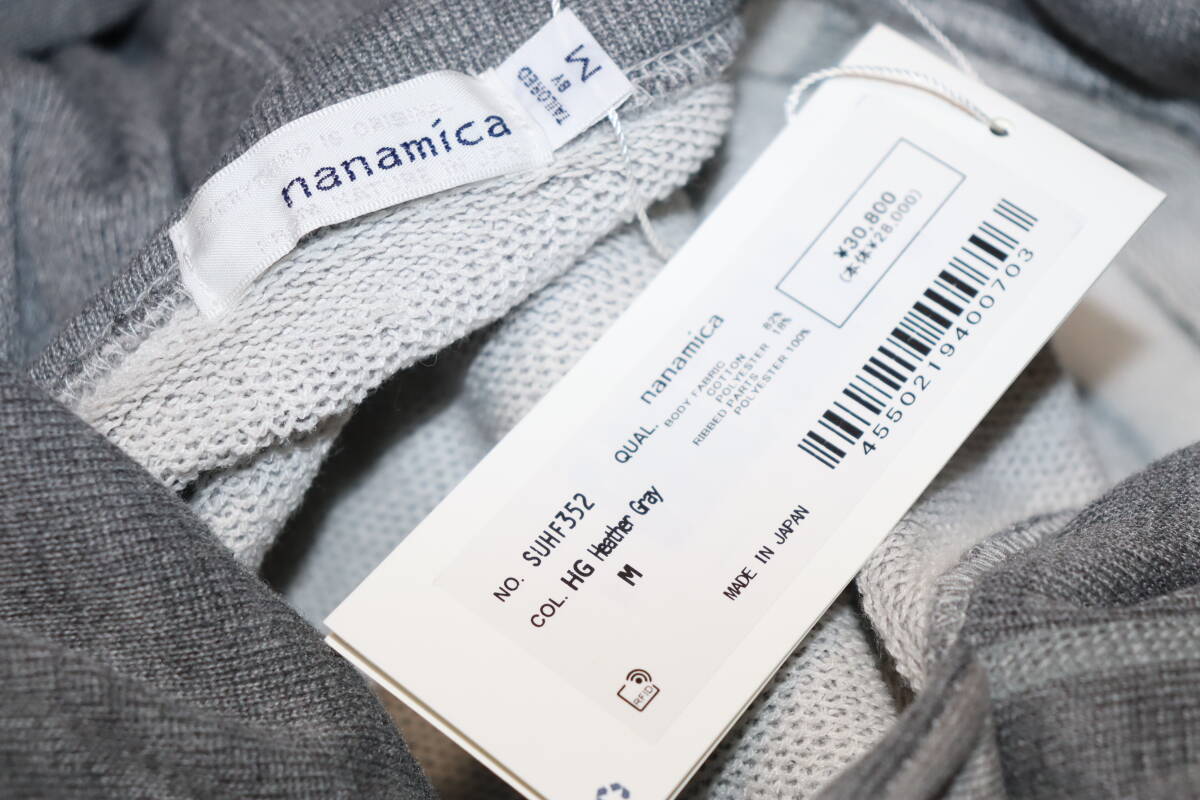 nanamica
TAILORED
BY
M
¥30,800
(本体¥28,000)
4550219400703
nanamica
QUAL. BODY FABRIC
COTTON 82%
POLYESTER 18%
RIBBED PARTS
POLYESTER 100%
NO. SUHF352
COL. HG Heather Gray
M
MADE IN JAPAN
RFID